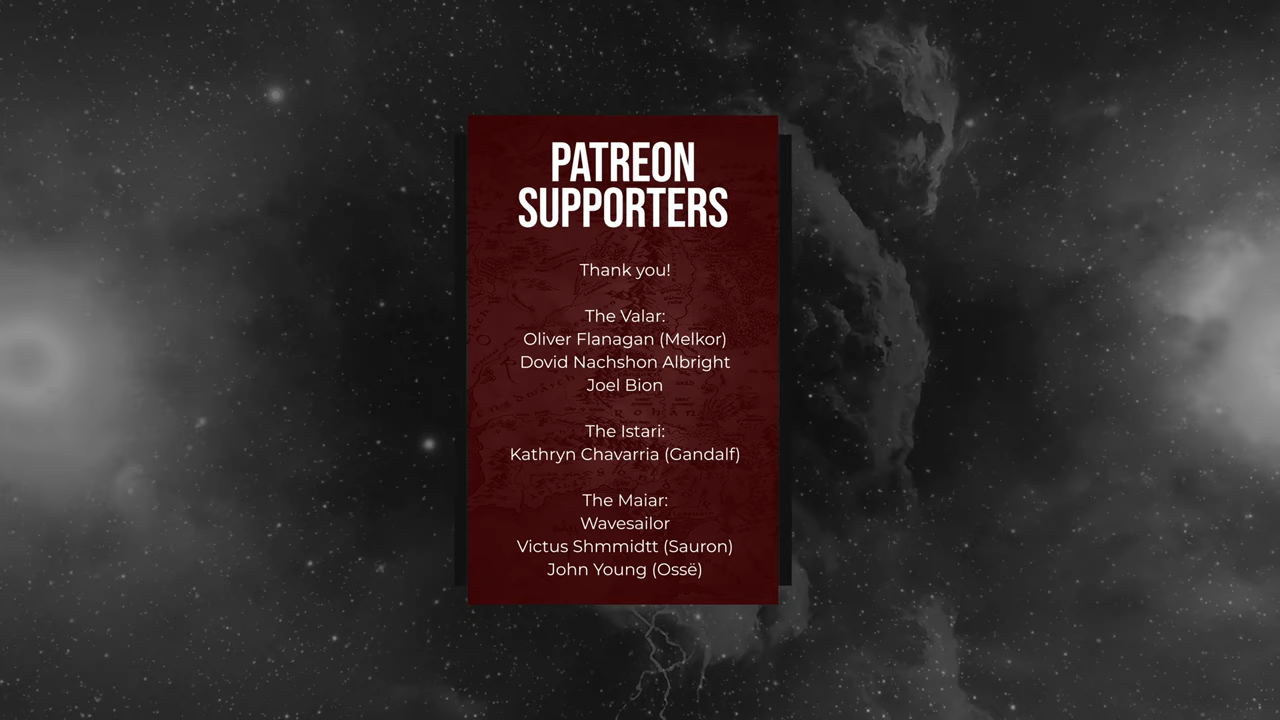 PATREON
SUPPORTERS
Thank you!
The Valar:
Oliver Flanagan (Melkor)
Dovid Nachshon Albright
Joel Bion
The Istari:
Kathryn Chavarria (Gandalf)
The Maiar:
Wavesailor
Victus Shmmidtt (Sauron)
John Young (Ossë)
Rohan